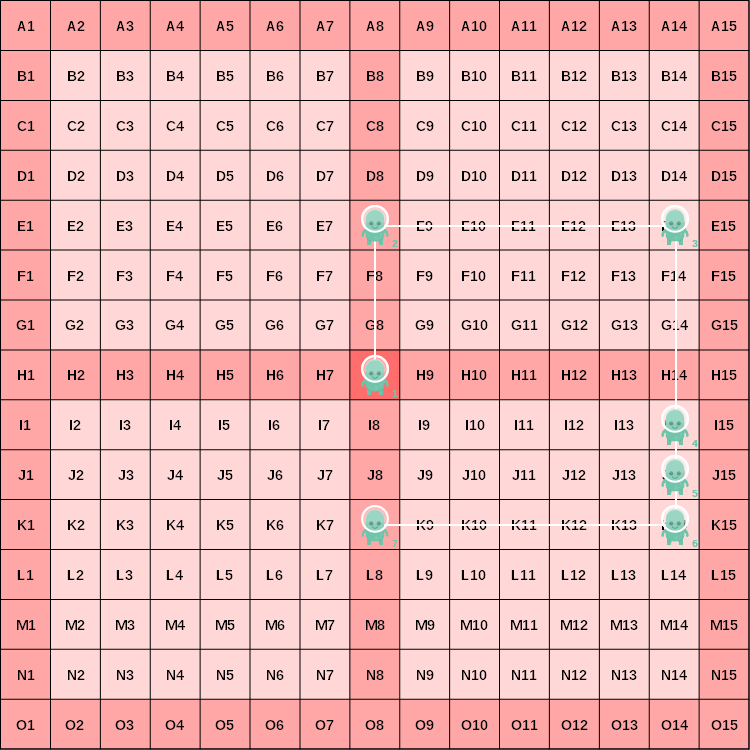 A1 A2 A3 A4 A5 A6 A7 A8 A9 A10 A11 A12 A13 A14 A15
B1 B2 B3 B4 B5 B6 B7 B8 B9 B10 B11 B12 B13 B14 B15
C1 C2 C3 C4 C5 C6 C7 C8 C9 C10 C11 C12 C13 C14 C15
D1 D2 D3 D4 D5 D6 D7 D8 D9 D10 D11 D12 D13 D14 D15
E1 E2 E3 E4 E5 E6 E7 2 E9 E10 E11 E12 E13 3 E15
F1 F2 F3 F4 F5 F6 F7 F8 F9 F10 F11 F12 F13 F14 F15
G1 G2 G3 G4 G5 G6 G7 G8 G9 G10 G11 G12 G13 G14 G15
H1 H2 H3 H4 H5 H6 H7 1 H9 H10 H11 H12 H13 H14 H15
I1 I2 I3 I4 I5 I6 I7 I8 I9 I10 I11 I12 I13 4 I15
J1 J2 J3 J4 J5 J6 J7 J8 J9 J10 J11 J12 J13 5 J15
K1 K2 K3 K4 K5 K6 K7 7 K9 K10 K11 K12 K13 6 K15
L1 L2 L3 L4 L5 L6 L7 L8 L9 L10 L11 L12 L13 L14 L15
M1 M2 M3 M4 M5 M6 M7 M8 M9 M10 M11 M12 M13 M14 M15
N1 N2 N3 N4 N5 N6 N7 N8 N9 N10 N11 N12 N13 N14 N15
O1 O2 O3 O4 O5 O6 O7 O8 O9 O10 O11 O12 O13 O14 O15